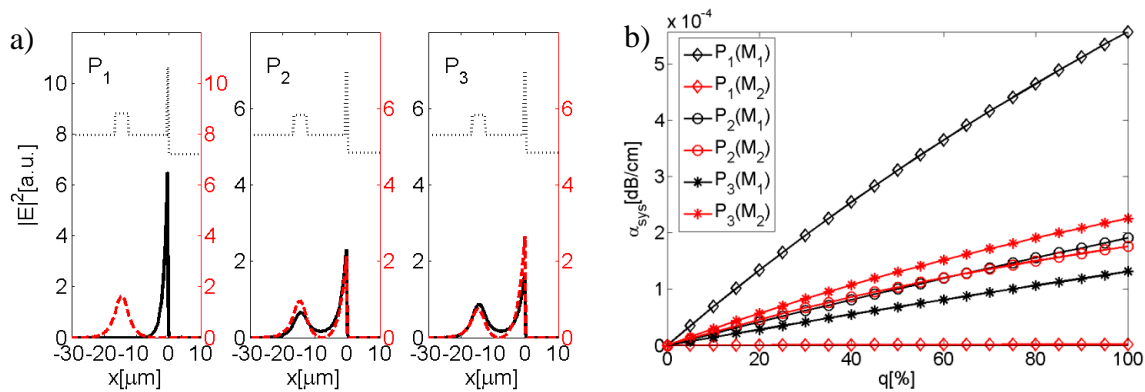 a)
P1
P2
P3
|E|²[a.u.]
10
8
6
4
2
0
10
8
6
4
2
0
6
4
2
0
6
4
2
0
6
4
2
0
6
4
2
0
-30 -20 -10 0 10
-30 -20 -10 0 10
-30 -20 -10 0 10
x[μm]
x[μm]
x[μm]
b)
x 10⁻⁴
P1(M1)
P1(M2)
P2(M1)
P2(M2)
P3(M1)
P3(M2)
αsys[dB/cm]
5
4
3
2
1
0
0 20 40 60 80 100
q[%]